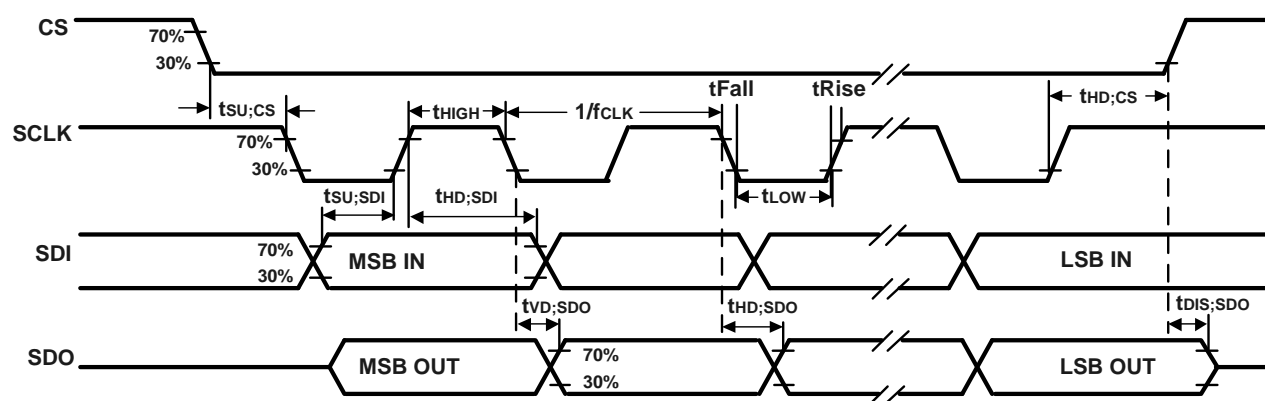 CS
70%
30%
tSU;CS
tHIGH
1/fCLK
tFall
tRise
tHD;CS
SCLK
70%
30%
tSU;SDI
tHD;SDI
tLOW
SDI
70%
30%
MSB IN
LSB IN
tVD;SDO
tHD;SDO
tDIS;SDO
SDO
MSB OUT
70%
30%
LSB OUT